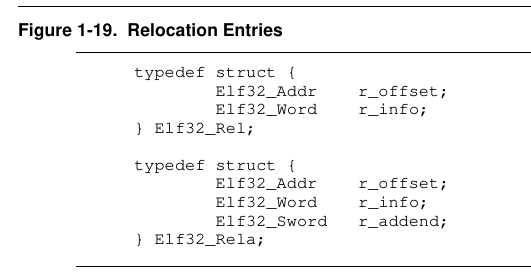 Figure 1-19. Relocation Entries
typedef struct {
Elf32_Addr r_offset;
Elf32_Word r_info;
} Elf32_Rel;
typedef struct {
Elf32_Addr r_offset;
Elf32_Word r_info;
Elf32_Sword r_addend;
} Elf32_Rela;